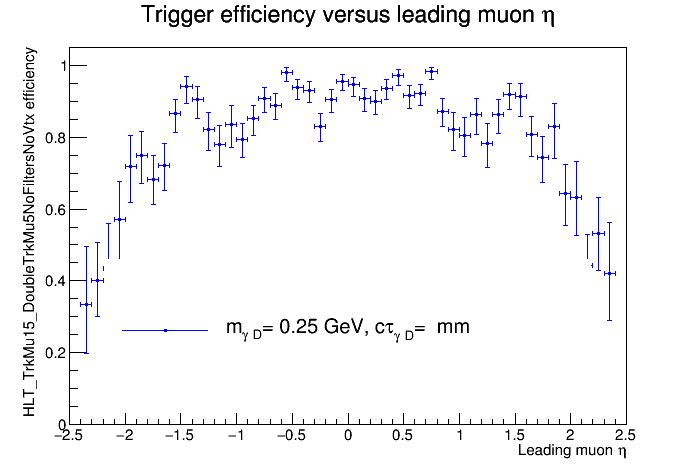 Trigger efficiency versus leading muon η
HLT_TrkMu15_DoubleTrkMu5NoFiltersNoVtx efficiency
1
0.8
0.6
0.4
0.2
0
m_γ D= 0.25 GeV, cτ_γ D= mm
−2.5 −2 −1.5 −1 −0.5 0 0.5 1 1.5 2 2.5
Leading muon η